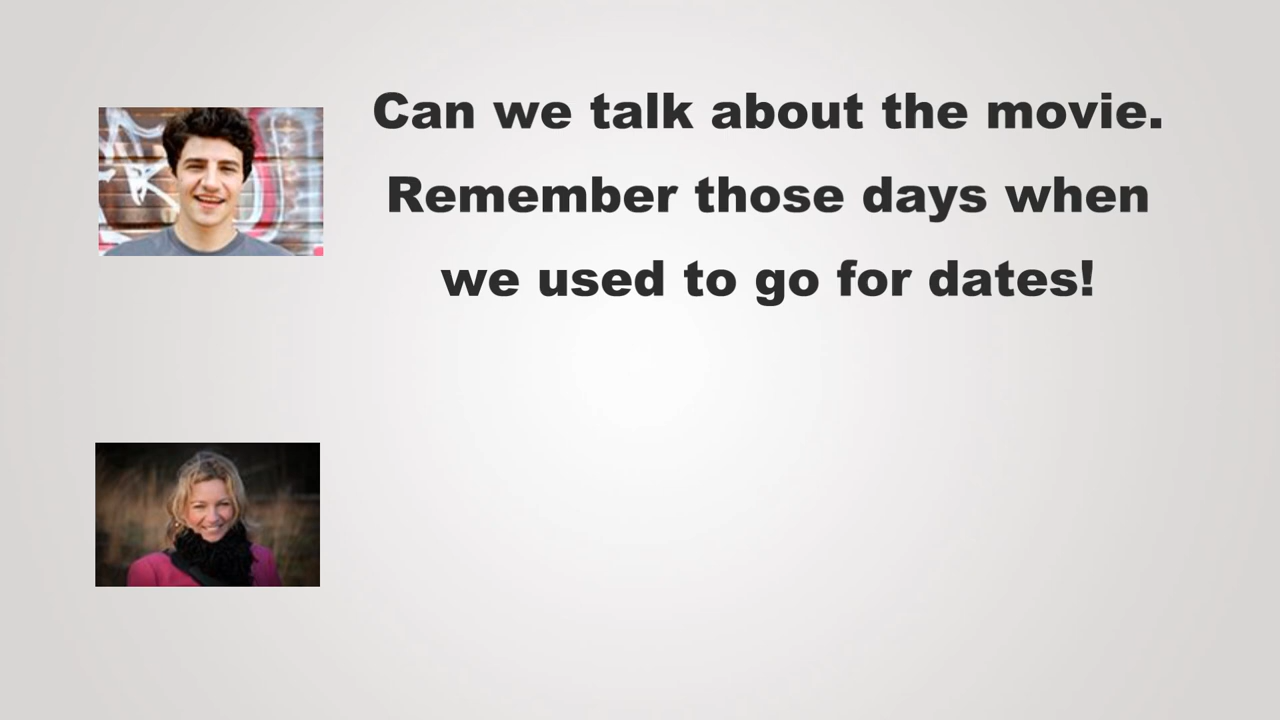 Can we talk about the movie.
Remember those days when
we used to go for dates!